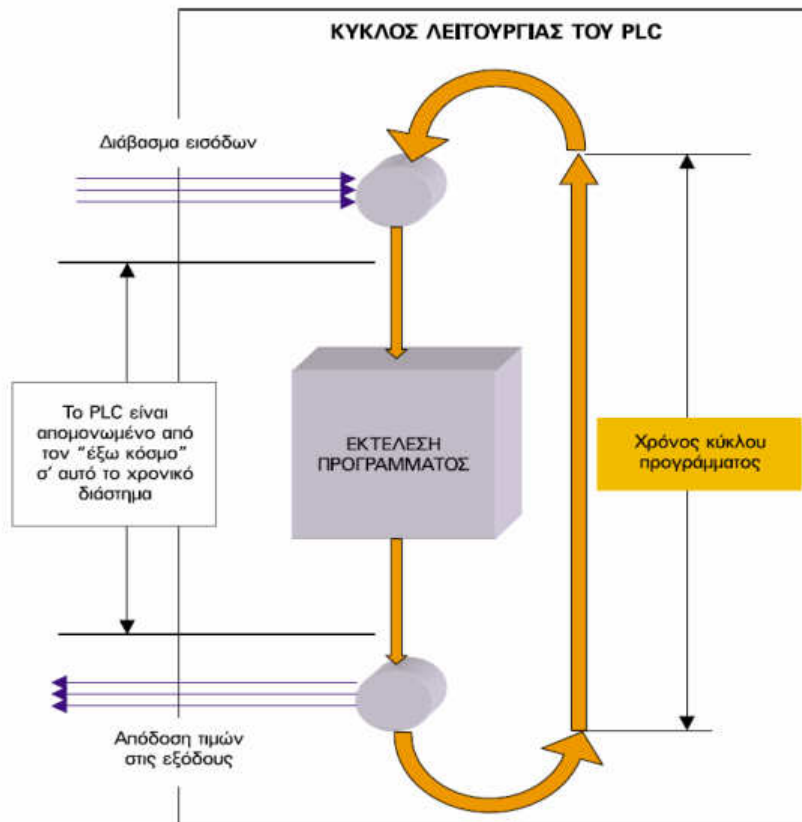 ΚΥΚΛΟΣ ΛΕΙΤΟΥΡΓΙΑΣ ΤΟΥ PLC
Διάβασμα εισόδων
Το PLC είναι
απομονωμένο από
τον "έξω κόσμο"
σ' αυτό το χρονικό
διάστημα
ΕΚΤΕΛΕΣΗ
ΠΡΟΓΡΑΜΜΑΤΟΣ
Χρόνος κύκλου
προγράμματος
Απόδοση τιμών
στις εξόδους